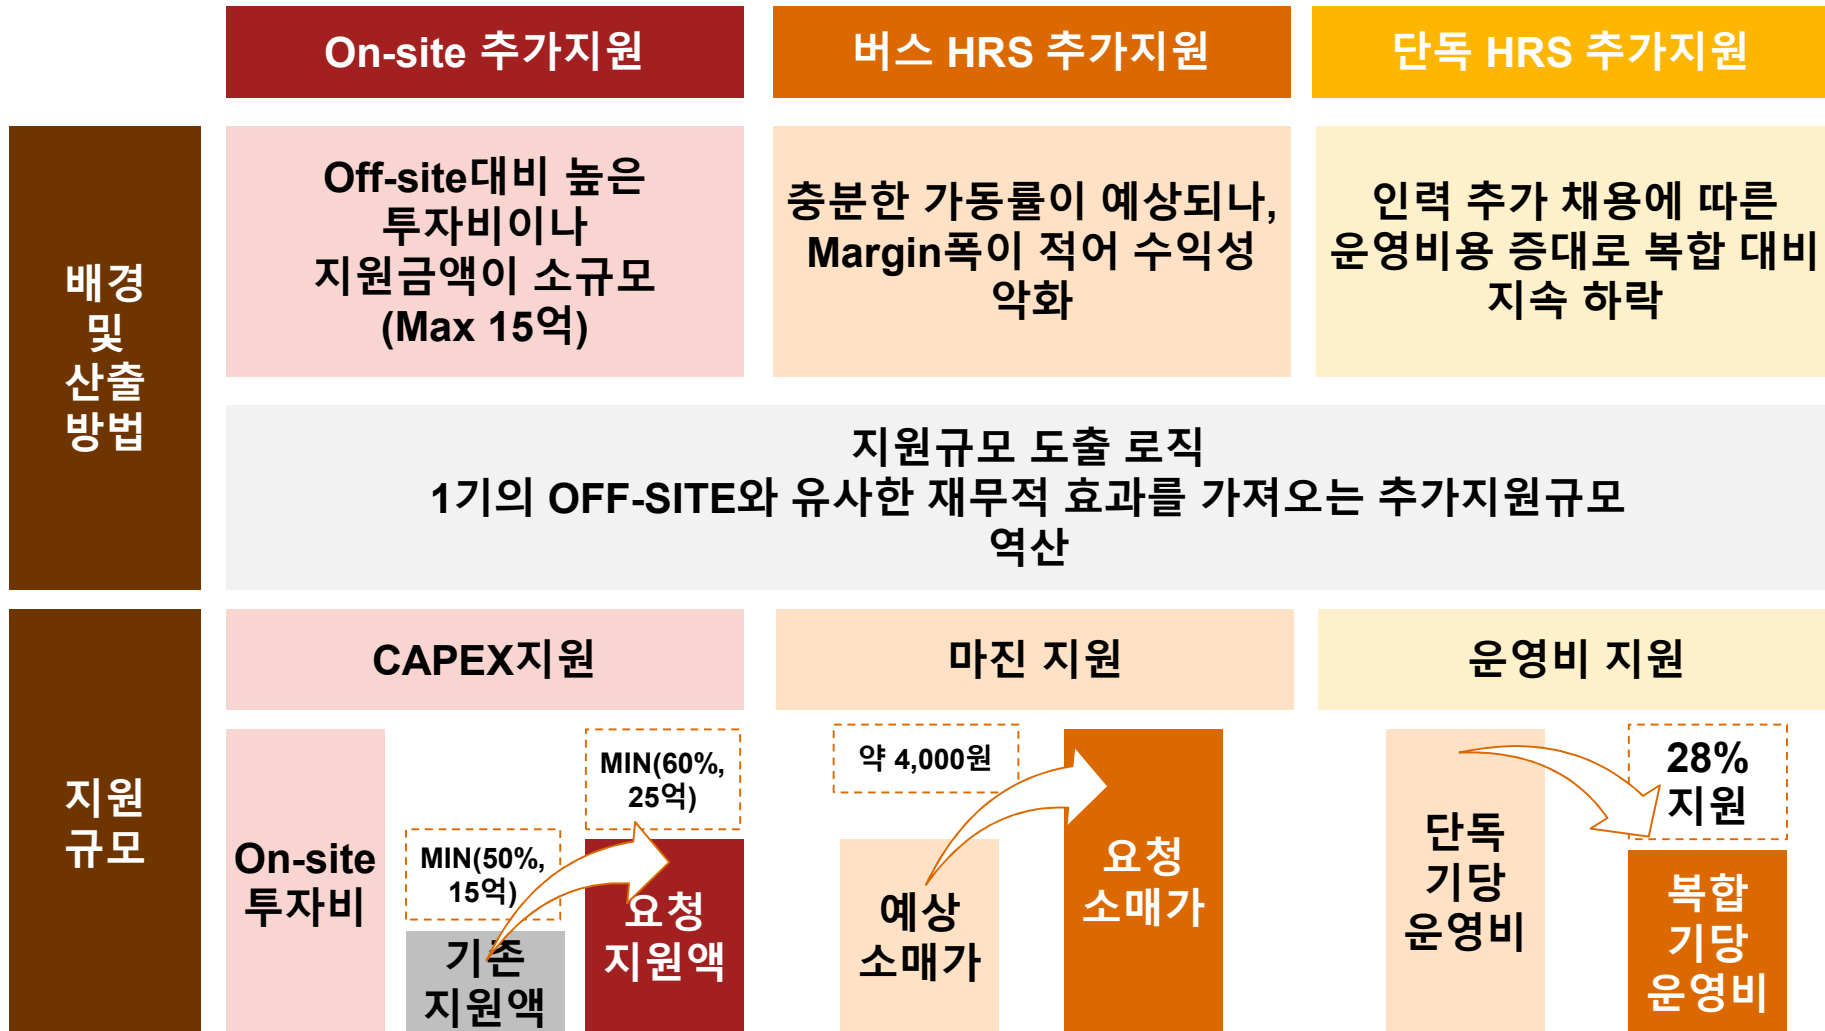 On-site 추가지원
버스 HRS 추가지원
단독 HRS 추가지원
배경
및
산출
방법
Off-site대비 높은
투자비이나
지원금액이 소규모
(Max 15억)
충분한 가동률이 예상되나,
Margin폭이 적어 수익성
악화
인력 추가 채용에 따른
운영비용 증대로 복합 대비
지속 하락
지원규모 도출 로직
1기의 OFF-SITE와 유사한 재무적 효과를 가져오는 추가지원규모
역산
지원
규모
CAPEX지원
마진 지원
운영비 지원
On-site
투자비
MIN(50%,
15억)
기존
지원액
MIN(60%,
25억)
요청
지원액
약 4,000원
예상
소매가
요청
소매가
단독
기당
운영비
28%
지원
복합
기당
운영비